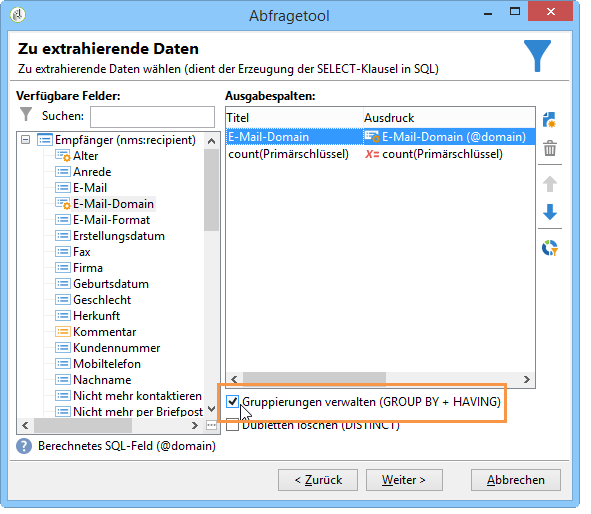 Abfragetool
Zu extrahierende Daten
Zu extrahierende Daten wählen (dient der Erzeugung der SELECT-Klausel in SQL)
Verfügbare Felder:
Suchen:
Empfänger (nms:recipient)
Alter
Anrede
E-Mail
E-Mail-Domain
E-Mail-Format
Erstellungsdatum
Fax
Firma
Geburtsdatum
Geschlecht
Herkunft
Kommentar
Kundennummer
Mobiltelefon
Nachname
Nicht mehr kontaktieren
Nicht mehr per Briefpost
Berechnetes SQL-Feld (@domain)
Ausgabespalten:
Titel Ausdruck
E-Mail-Domain E-Mail-Domain (@domain)
count(Primärschlüssel) count(Primärschlüssel)
Gruppierungen verwalten (GROUP BY + HAVING)
Dubletten löschen (DISTINCT)
< Zurück Weiter > Abbrechen